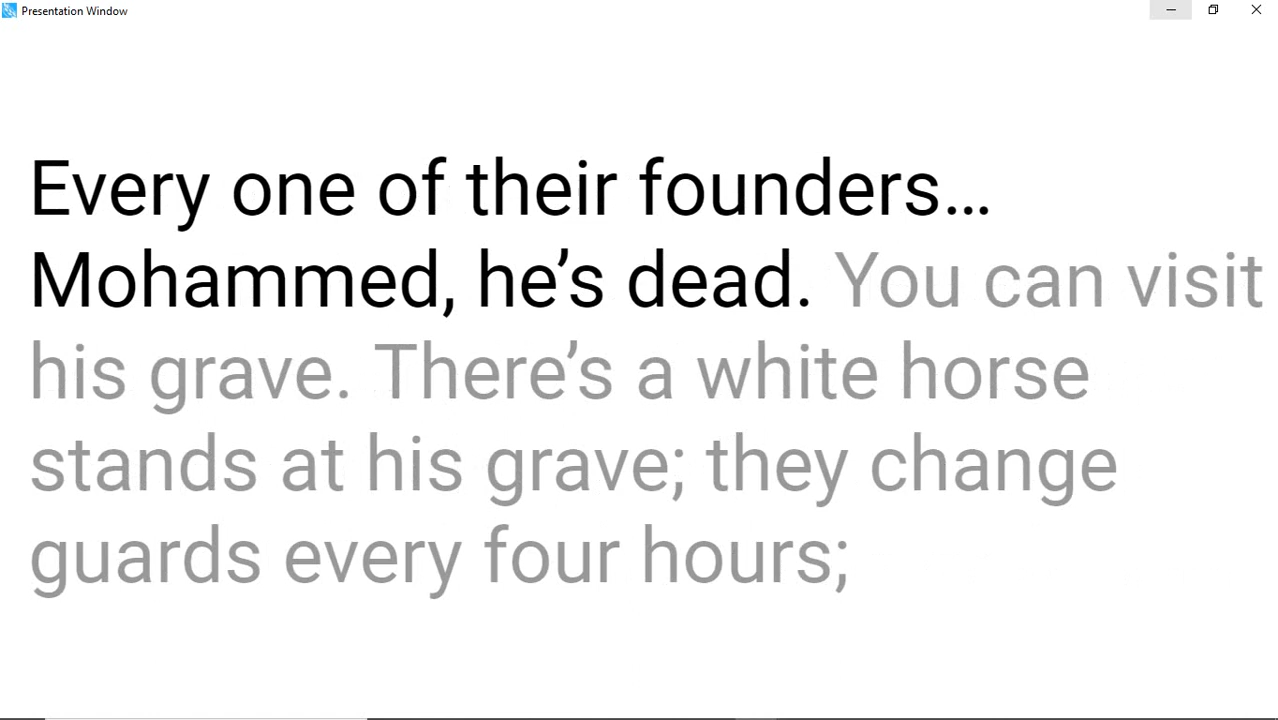 Presentation Window
Every one of their founders…
Mohammed, he’s dead. You can visit
his grave. There’s a white horse
stands at his grave; they change
guards every four hours;